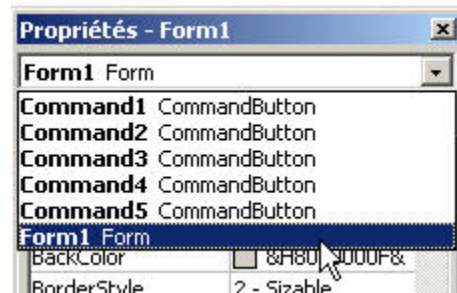 Propriétés - Form1
Form1 Form
Command1 CommandButton
Command2 CommandButton
Command3 CommandButton
Command4 CommandButton
Command5 CommandButton
Form1 Form
BackColor
BorderStyle 2 - Sizable